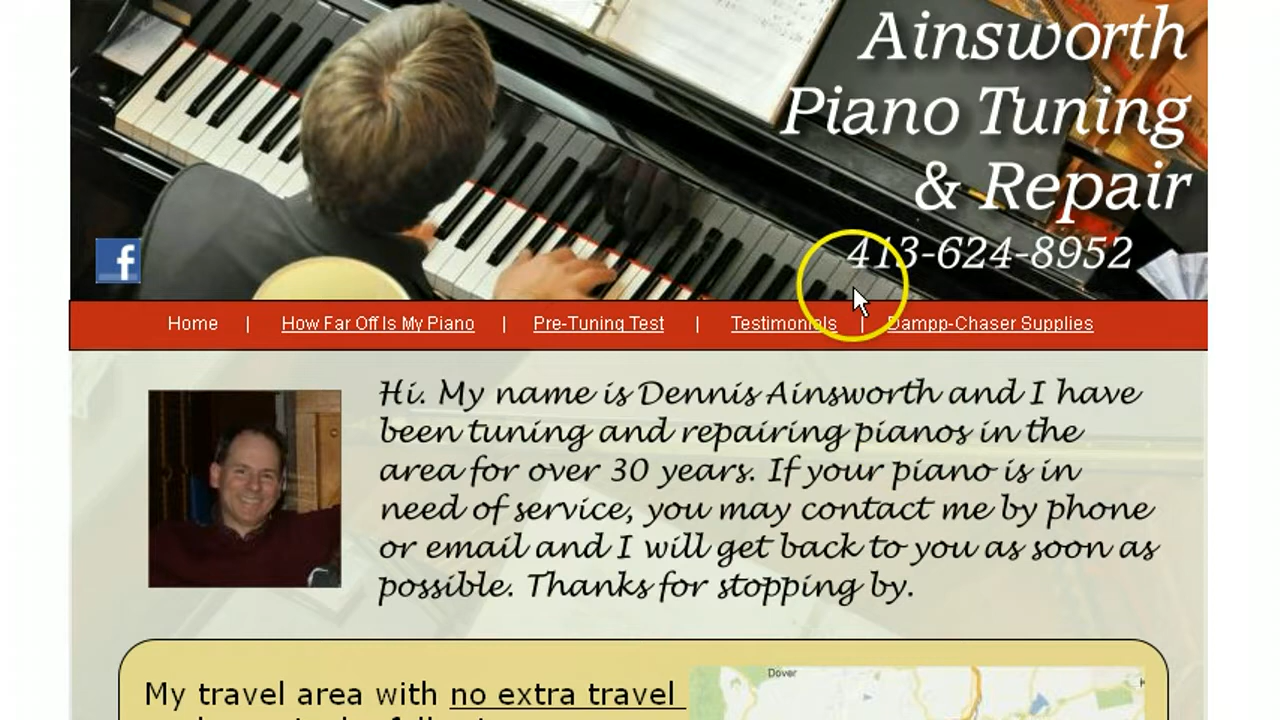 Ainsworth
Piano Tuning
& Repair
413-624-8952
f
Home | How Far Off Is My Piano | Pre-Tuning Test | Testimonials | Dampp-Chaser Supplies
Hi. My name is Dennis Ainsworth and I have
been tuning and repairing pianos in the
area for over 30 years. If your piano is in
need of service, you may contact me by phone
or email and I will get back to you as soon as
possible. Thanks for stopping by.
My travel area with no extra travel
Dover